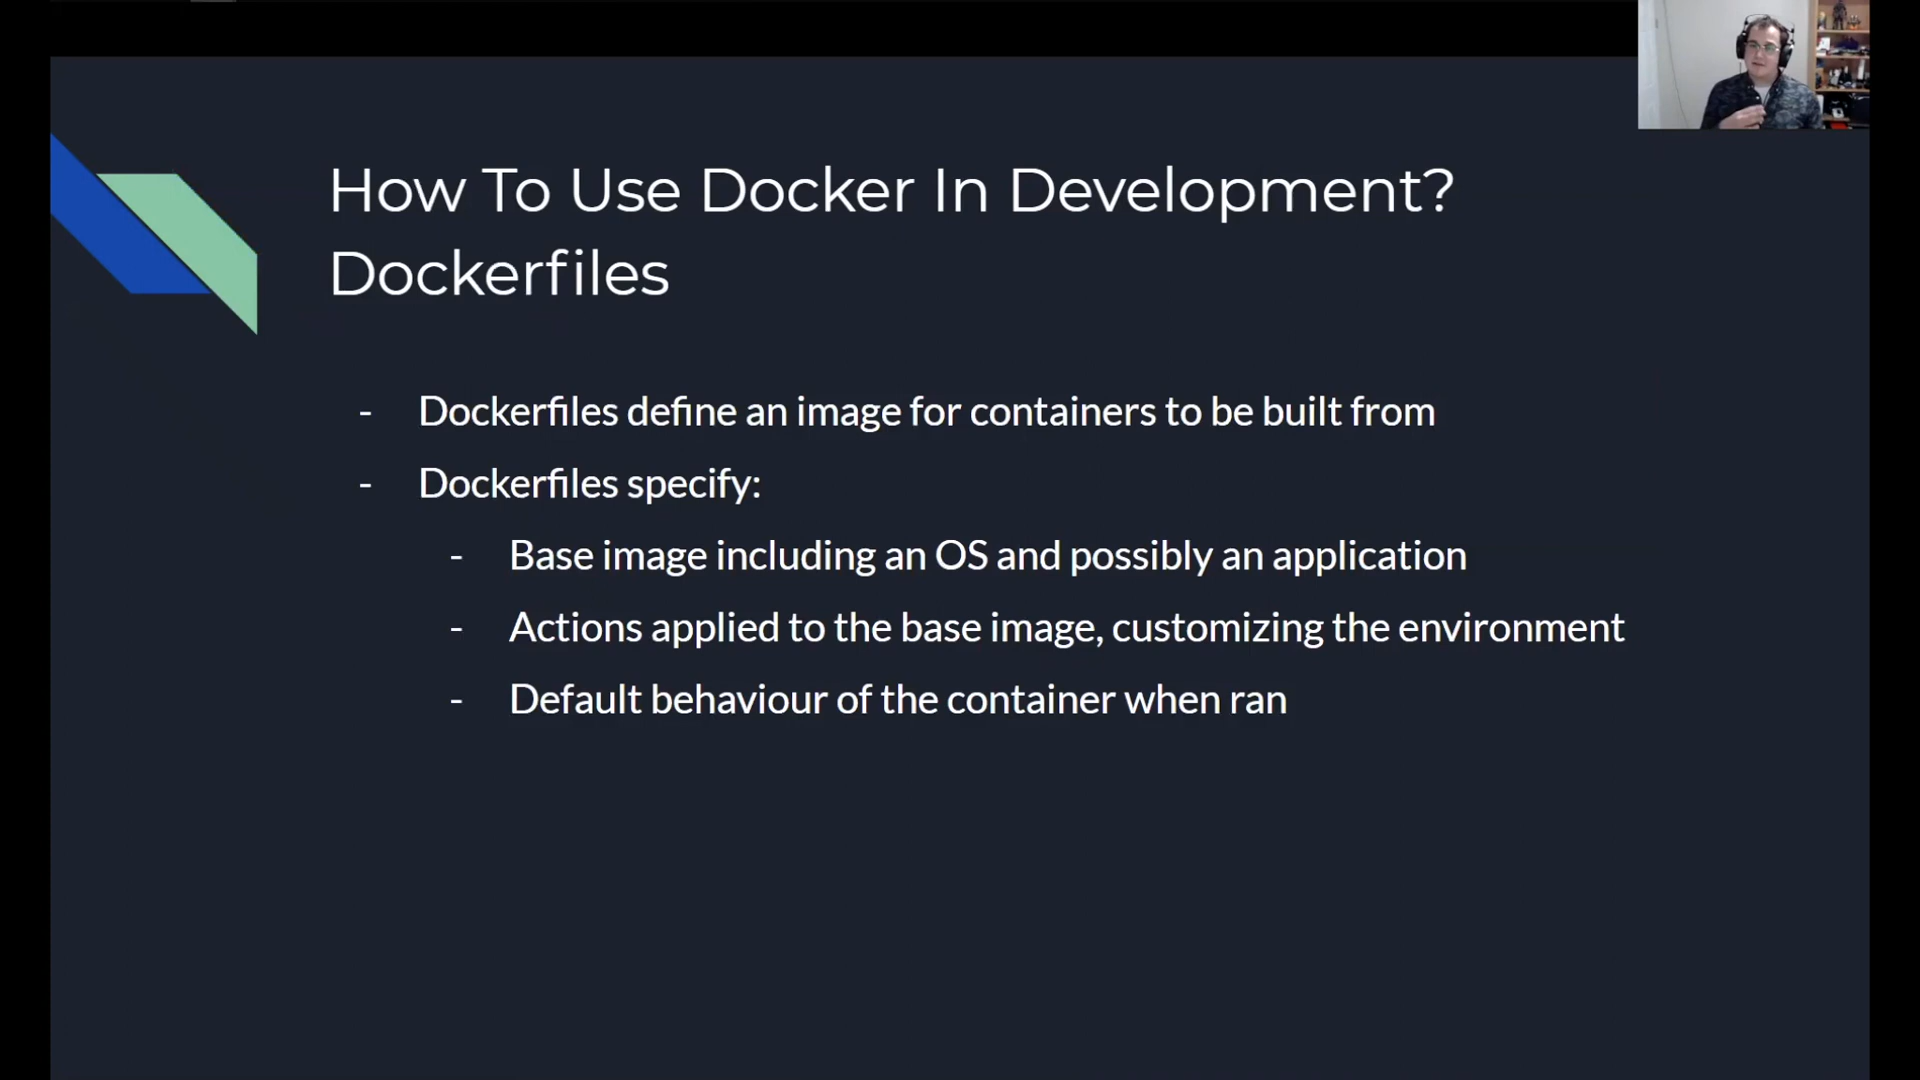 How To Use Docker In Development?
Dockerfiles
- Dockerfiles define an image for containers to be built from
- Dockerfiles specify:
- Base image including an OS and possibly an application
- Actions applied to the base image, customizing the environment
- Default behaviour of the container when ran